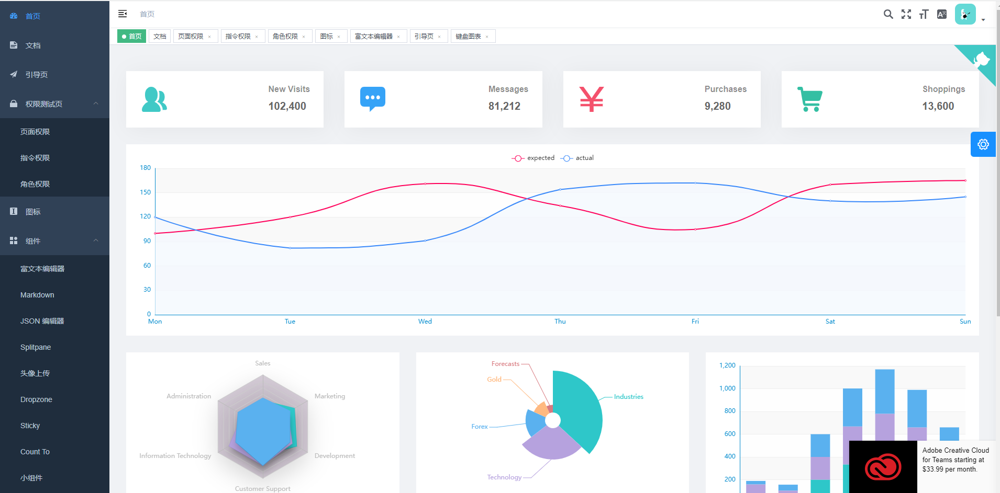 首页
文档
引导页
权限测试页
页面权限
指令权限
角色权限
图标
组件
富文本编辑器
Markdown
JSON 编辑器
Splitpane
头像上传
Dropzone
Sticky
Count To
小组件
首页
首页 文档 页面权限 × 指令权限 × 角色权限 × 图标 × 富文本编辑器 × 引导页 × 键盘图表 ×
New Visits
102,400
Messages
81,212
Purchases
9,280
Shoppings
13,600
expected actual
180
150
120
90
60
30
0
Mon Tue Wed Thu Fri Sat Sun
Sales
Administration
Marketing
Information Technology
Development
Customer Support
Forecasts
Gold
Industries
Forex
Technology
1,200
1,000
800
600
400
200
Adobe Creative Cloud
for Teams starting at
$33.99 per month.